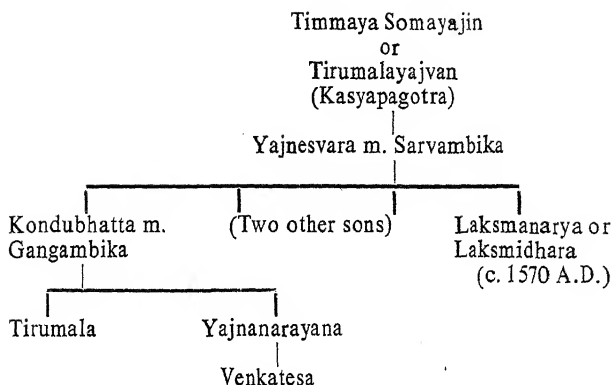 Timmaya Somayajin
or
Tirumalayajvan
(Kasyapagotra)
Yajnesvara m. Sarvambika
Kondubhatta m.
Gangambika
(Two other sons)
Laksmanarya or
Laksmidhara
(c. 1570 A.D.)
Tirumala
Yajnanarayana
Venkatesa